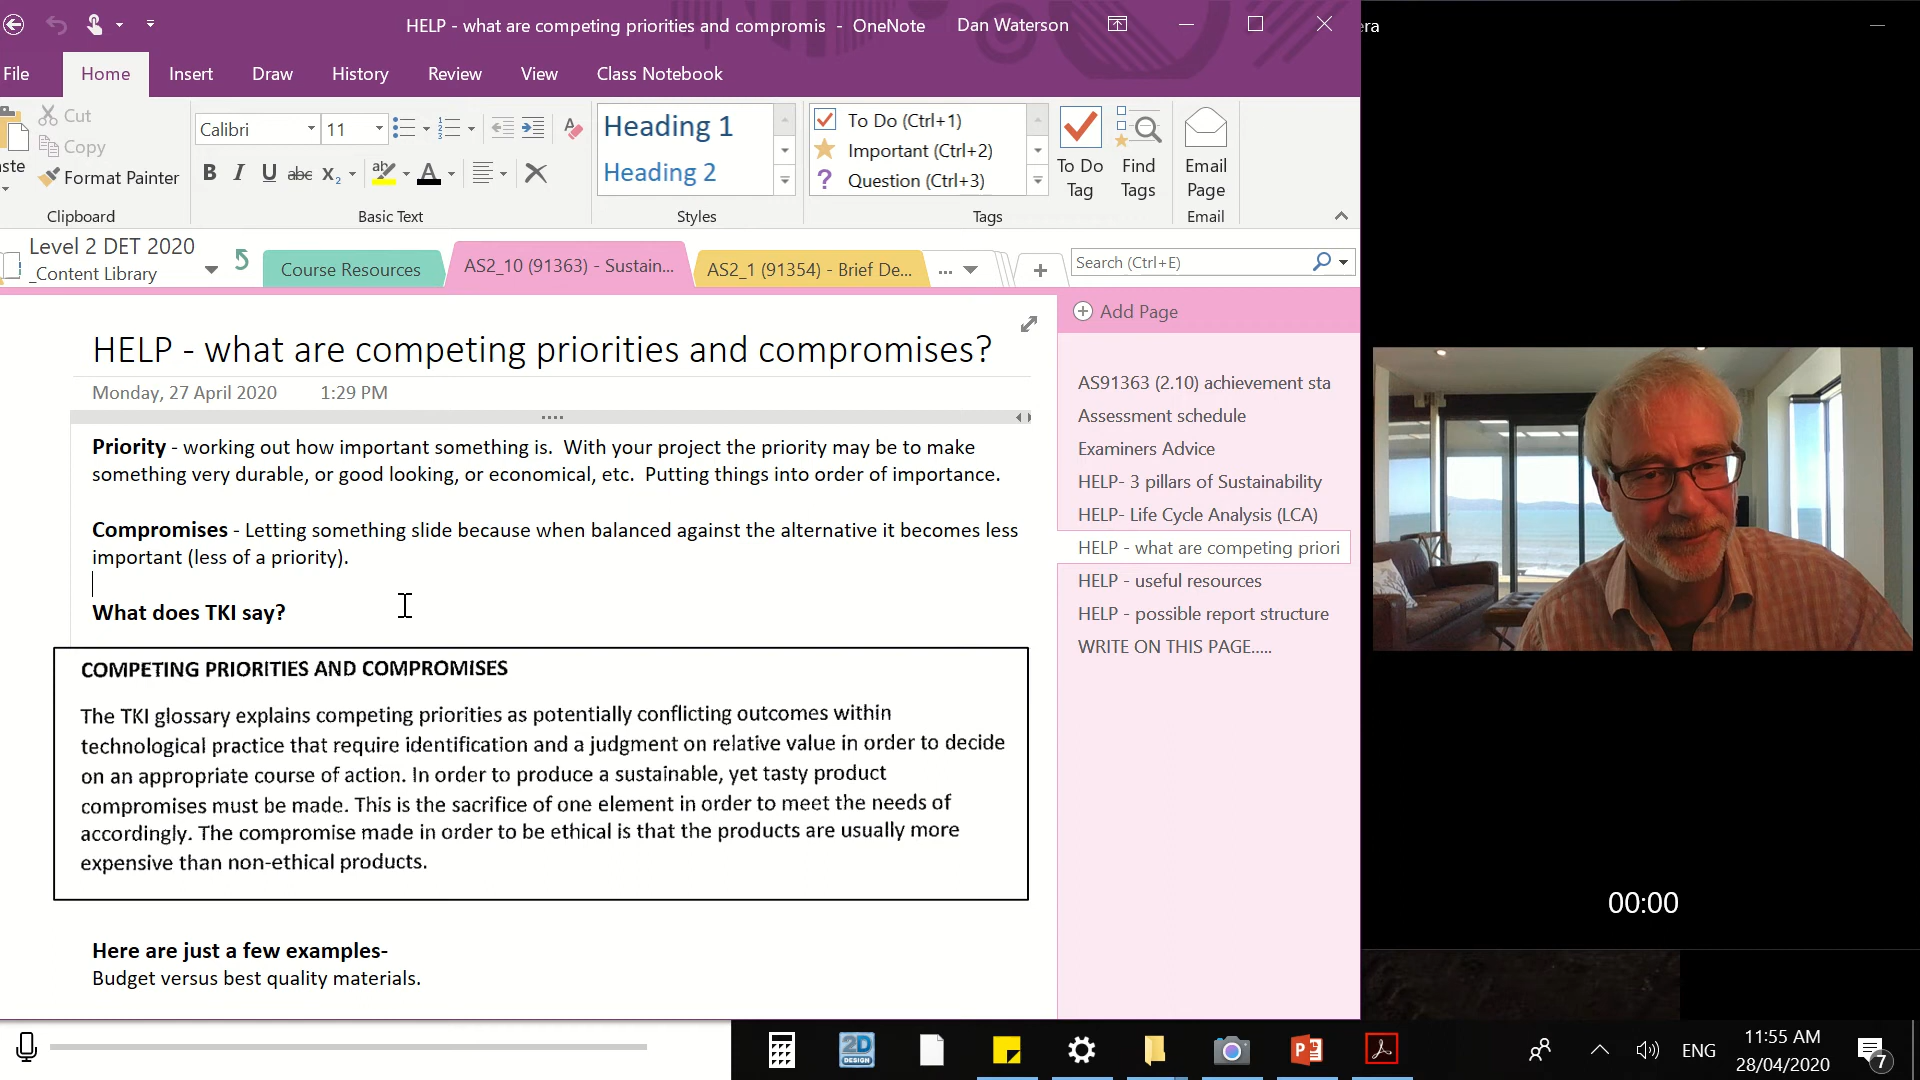 HELP - what are competing priorities and compromis - OneNote
Dan Waterson
era
File
Home
Insert
Draw
History
Review
View
Class Notebook
Cut
Copy
Format Painter
Clipboard
Calibri
11
B I U abc X₂
Basic Text
Heading 1
Heading 2
Styles
To Do (Ctrl+1)
Important (Ctrl+2)
Question (Ctrl+3)
Tags
To Do
Tag
Find
Tags
Email
Page
Email
Level 2 DET 2020
_Content Library
Course Resources
AS2_10 (91363) - Sustain...
AS2_1 (91354) - Brief De...
...
Search (Ctrl+E)
HELP - what are competing priorities and compromises?
Monday, 27 April 2020
1:29 PM
Priority - working out how important something is.  With your project the priority may be to make
something very durable, or good looking, or economical, etc.  Putting things into order of importance.
Compromises - Letting something slide because when balanced against the alternative it becomes less
important (less of a priority).
What does TKI say?
COMPETING PRIORITIES AND COMPROMISES
The TKI glossary explains competing priorities as potentially conflicting outcomes within
technological practice that require identification and a judgment on relative value in order to decide
on an appropriate course of action. In order to produce a sustainable, yet tasty product
compromises must be made. This is the sacrifice of one element in order to meet the needs of
accordingly. The compromise made in order to be ethical is that the products are usually more
expensive than non-ethical products.
Here are just a few examples-
Budget versus best quality materials.
Add Page
AS91363 (2.10) achievement sta
Assessment schedule
Examiners Advice
HELP- 3 pillars of Sustainability
HELP- Life Cycle Analysis (LCA)
HELP - what are competing priori
HELP - useful resources
HELP - possible report structure
WRITE ON THIS PAGE.....
00:00
2D
DESIGN
ENG
11:55 AM
28/04/2020
7